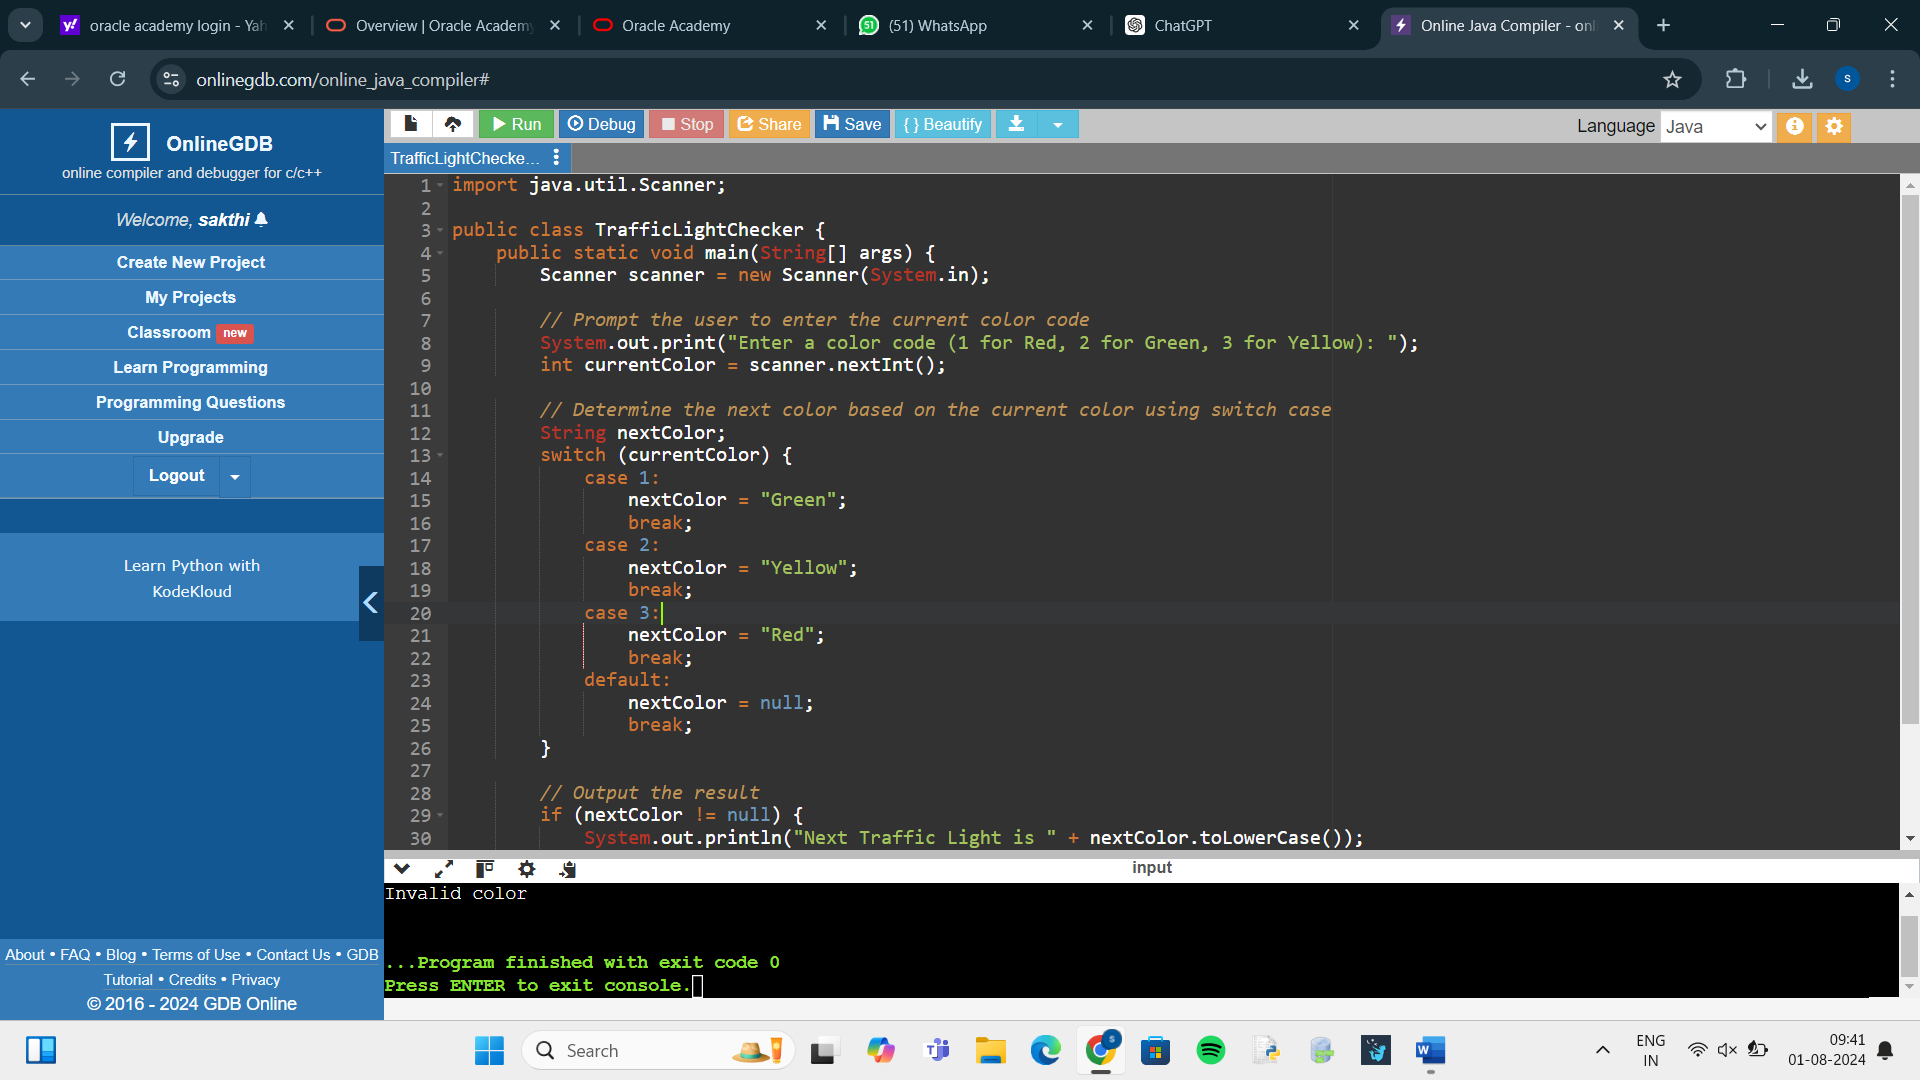 oracle academy login - Yah
Overview | Oracle Academy
Oracle Academy
(51) WhatsApp
ChatGPT
Online Java Compiler - onl
onlinegdb.com/online_java_compiler#
S
OnlineGDB
online compiler and debugger for c/c++
Welcome, sakthi
Create New Project
My Projects
Classroom new
Learn Programming
Programming Questions
Upgrade
Logout
Learn Python with
KodeKloud
About • FAQ • Blog • Terms of Use • Contact Us • GDB
Tutorial • Credits • Privacy
© 2016 - 2024 GDB Online
Run Debug Stop Share Save { } Beautify
Language Java
TrafficLightChecke...
1 import java.util.Scanner;
2
3 public class TrafficLightChecker {
4 public static void main(String[] args) {
5 Scanner scanner = new Scanner(System.in);
6
7 // Prompt the user to enter the current color code
8 System.out.print("Enter a color code (1 for Red, 2 for Green, 3 for Yellow): ");
9 int currentColor = scanner.nextInt();
10
11 // Determine the next color based on the current color using switch case
12 String nextColor;
13 switch (currentColor) {
14 case 1:
15 nextColor = "Green";
16 break;
17 case 2:
18 nextColor = "Yellow";
19 break;
20 case 3:
21 nextColor = "Red";
22 break;
23 default:
24 nextColor = null;
25 break;
26 }
27
28 // Output the result
29 if (nextColor != null) {
30 System.out.println("Next Traffic Light is " + nextColor.toLowerCase());
input
Invalid color
...Program finished with exit code 0
Press ENTER to exit console.
Search
ENG
IN
09:41
01-08-2024